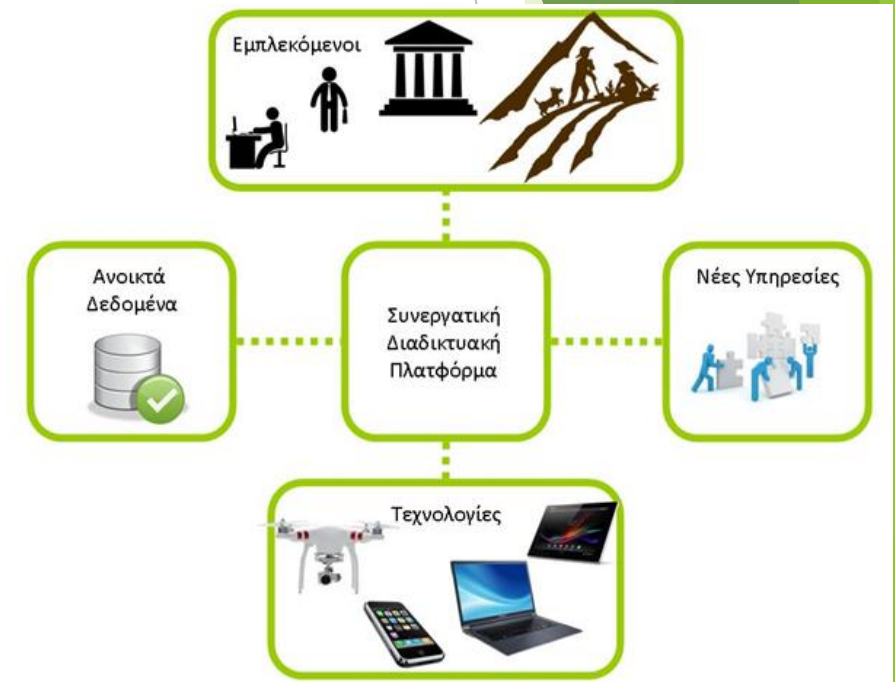 Εμπλεκόμενοι
Ανοικτά
Δεδομένα
Συνεργατική
Διαδικτυακή
Πλατφόρμα
Νέες Υπηρεσίες
Τεχνολογίες